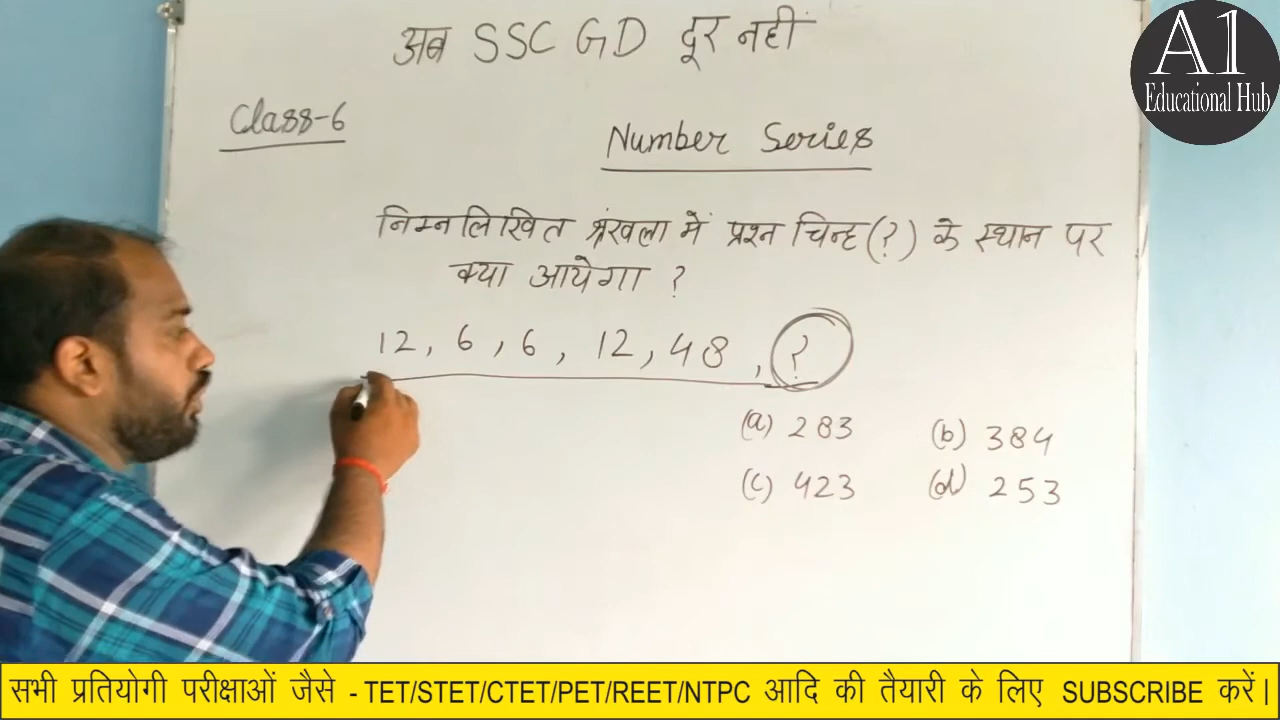 अब SSC GD दूर नहीं
A1
Educational Hub
Class-6
Number Series
निम्नलिखित श्रंखला में प्रश्न चिन्ह (?) के स्थान पर
क्या आयेगा ?
12, 6, 6, 12, 48, ?
(a) 283 (b) 384
(c) 423 (d) 253
सभी प्रतियोगी परीक्षाओं जैसे - TET/STET/CTET/PET/REET/NTPC आदि की तैयारी के लिए SUBSCRIBE करें |